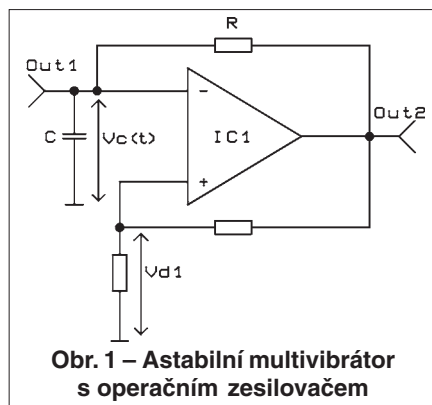 R
Out1
Out2
-
C
Vc(t)
IC1
+
Vd1
Obr. 1 – Astabilní multivibrátor
s operačním zesilovačem